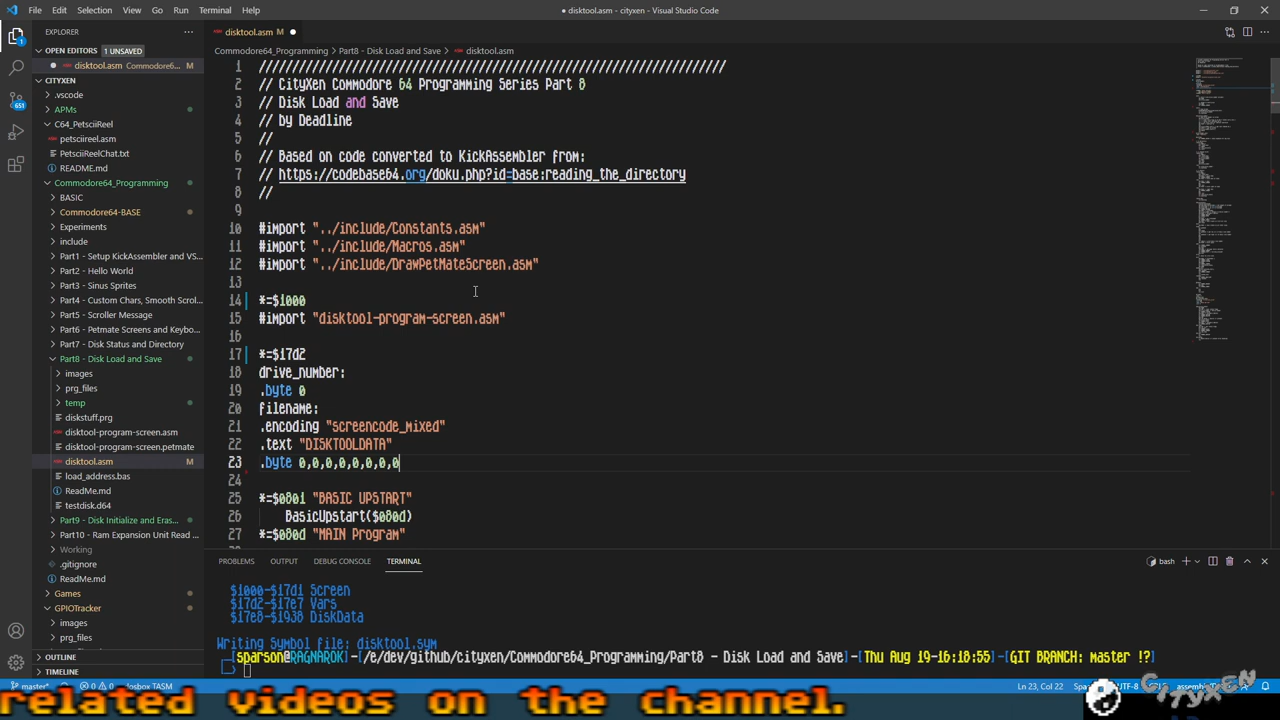 File Edit Selection View Go Run Terminal Help
● disktool.asm - cityxen - Visual Studio Code
EXPLORER
OPEN EDITORS 1 UNSAVED
disktool.asm Commodore6... M
CITYXEN
.vscode
APMs
C64_PetsciiReel
petsciireel.asm
PetsciiReelChat.txt
README.md
Commodore64_Programming
BASIC
Commodore64-BASE
Experiments
include
Part1 - Setup KickAssembler and VS...
Part2 - Hello World
Part3 - Sinus Sprites
Part4 - Custom Chars, Smooth Scrol...
Part5 - Scroller Message
Part6 - Petmate Screens and Keybo...
Part7 - Disk Status and Directory
Part8 - Disk Load and Save
images
prg_files
temp
diskstuff.prg
disktool-program-screen.asm
disktool-program-screen.petmate
disktool.asm M
load_address.bas
ReadMe.md
testdisk.d64
Part9 - Disk Initialize and Eras...
Part10 - Ram Expansion Unit Read ...
Working
.gitignore
ReadMe.md
Games
GPIOTracker
images
prg_files
OUTLINE
TIMELINE
1
651
disktool.asm M ●
Commodore64_Programming > Part8 - Disk Load and Save > disktool.asm
1 ///////////////////////////////////////////////////////////////////////
2 // CityXen Commodore 64 Programming Series Part 8
3 // Disk Load and Save
4 // by Deadline
5 //
6 // Based on code converted to KickAssembler from:
7 // https://codebase64.org/doku.php?id=base:reading_the_directory
8 //
9
10 #import "../include/Constants.asm"
11 #import "../include/Macros.asm"
12 #import "../include/DrawPetMateScreen.asm"
13
14 *=$1000
15 #import "disktool-program-screen.asm"
16
17 *=$17d2
18 drive_number:
19 .byte 0
20 filename:
21 .encoding "screencode_mixed"
22 .text "DISKTOOLDATA"
23 .byte 0,0,0,0,0,0,0,0
24
25 *=$0801 "BASIC UPSTART"
26 BasicUpstart($080d)
27 *=$080d "MAIN Program"
PROBLEMS OUTPUT DEBUG CONSOLE TERMINAL
bash
$1000-$17d1 Screen
$17d2-$17e7 Vars
$17e8-$1938 DiskData
Writing Symbol file: disktool.sym
[sparson@RAGNAROK]-[/e/dev/github/cityxen/Commodore64_Programming/Part8 - Disk Load and Save]-[Thu Aug 19-16:18:55]-[GIT BRANCH: master !?]
master* 0 0 dosbox TASM
Ln 23, Col 22
UTF-8
related videos on the channel.
CityXEN